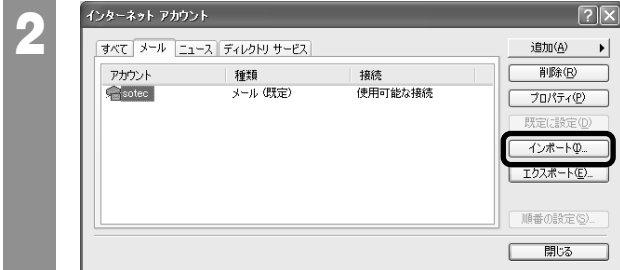 2
インターネット アカウント
すべて メール ニュース ディレクトリ サービス
追加(A)
アカウント 種類 接続
削除(R)
sotec メール (既定) 使用可能な接続
プロパティ(P)
既定に設定(D)
インポート(I)...
エクスポート(E)...
順番の設定(S)...
閉じる